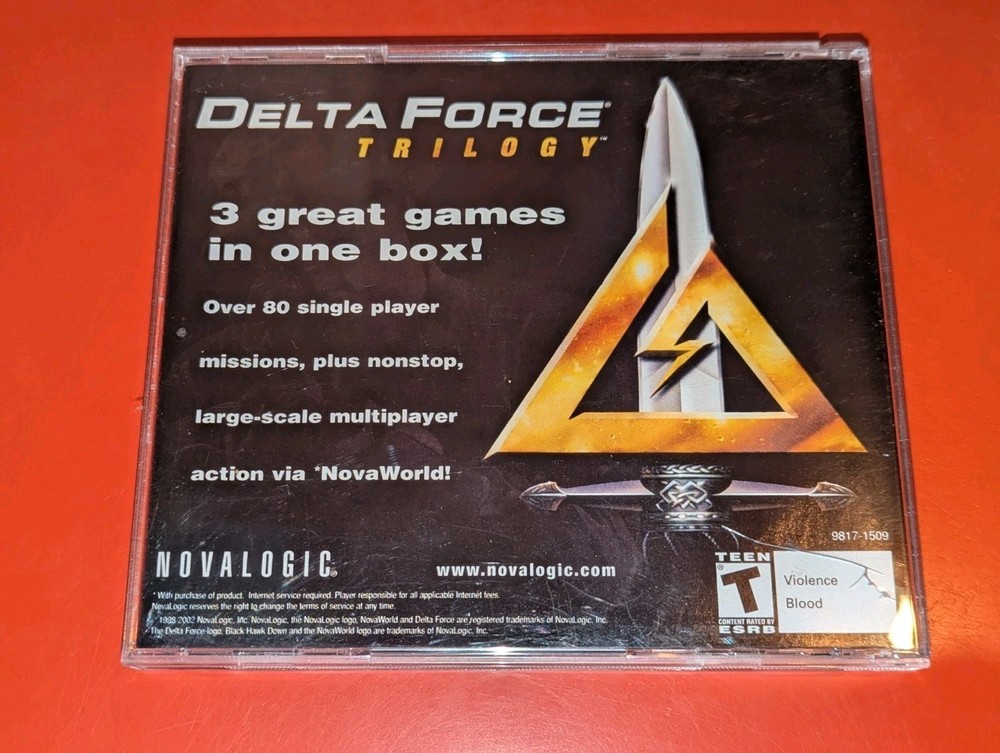 DELTA FORCE®
TRILOGY™
3 great games
in one box!
Over 80 single player
missions, plus nonstop,
large-scale multiplayer
action via *NovaWorld!
9817-1509
NOVALOGIC®
www.novalogic.com
* With purchase of product. Internet service required. Player responsible for all applicable Internet fees.
NovaLogic reserves the right to change the terms of service at any time.
1998-2002 NovaLogic, Inc. NovaLogic, the NovaLogic logo, NovaWorld and Delta Force are registered trademarks of NovaLogic, Inc.
The Delta Force logo, Black Hawk Down and the NovaWorld logo are trademarks of NovaLogic, Inc.
TEEN
T
CONTENT RATED BY
ESRB
Violence
Blood